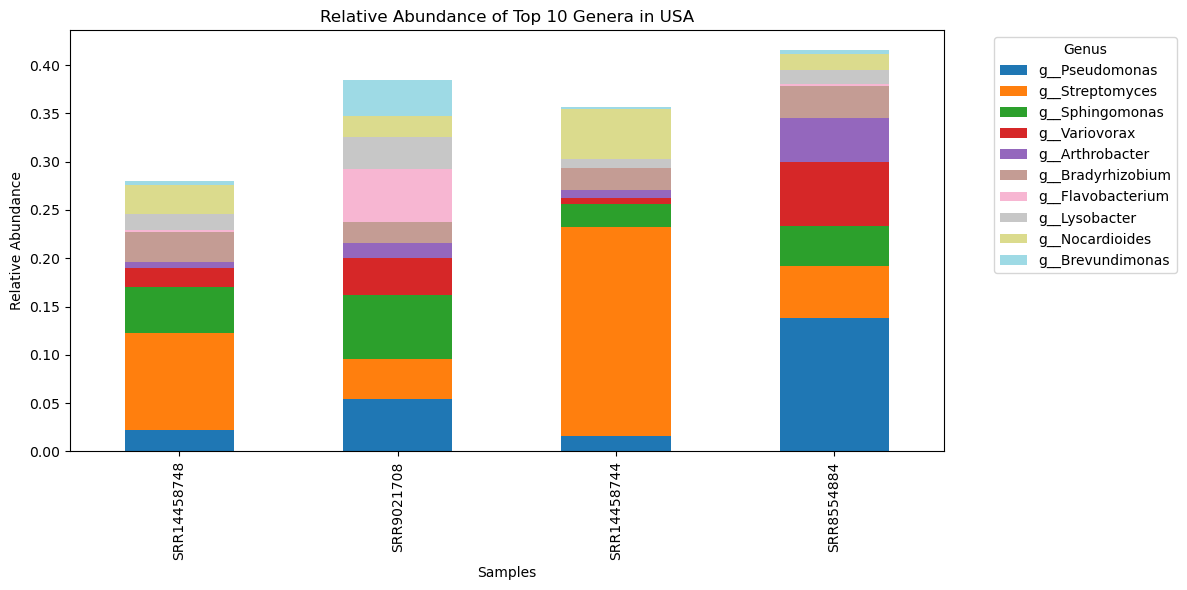 Relative Abundance of Top 10 Genera in USA
Relative Abundance
0.40
0.35
0.30
0.25
0.20
0.15
0.10
0.05
0.00
SRR14458748
SRR9021708
SRR14458744
SRR8554884
Samples
Genus
g__Pseudomonas
g__Streptomyces
g__Sphingomonas
g__Variovorax
g__Arthrobacter
g__Bradyrhizobium
g__Flavobacterium
g__Lysobacter
g__Nocardioides
g__Brevundimonas